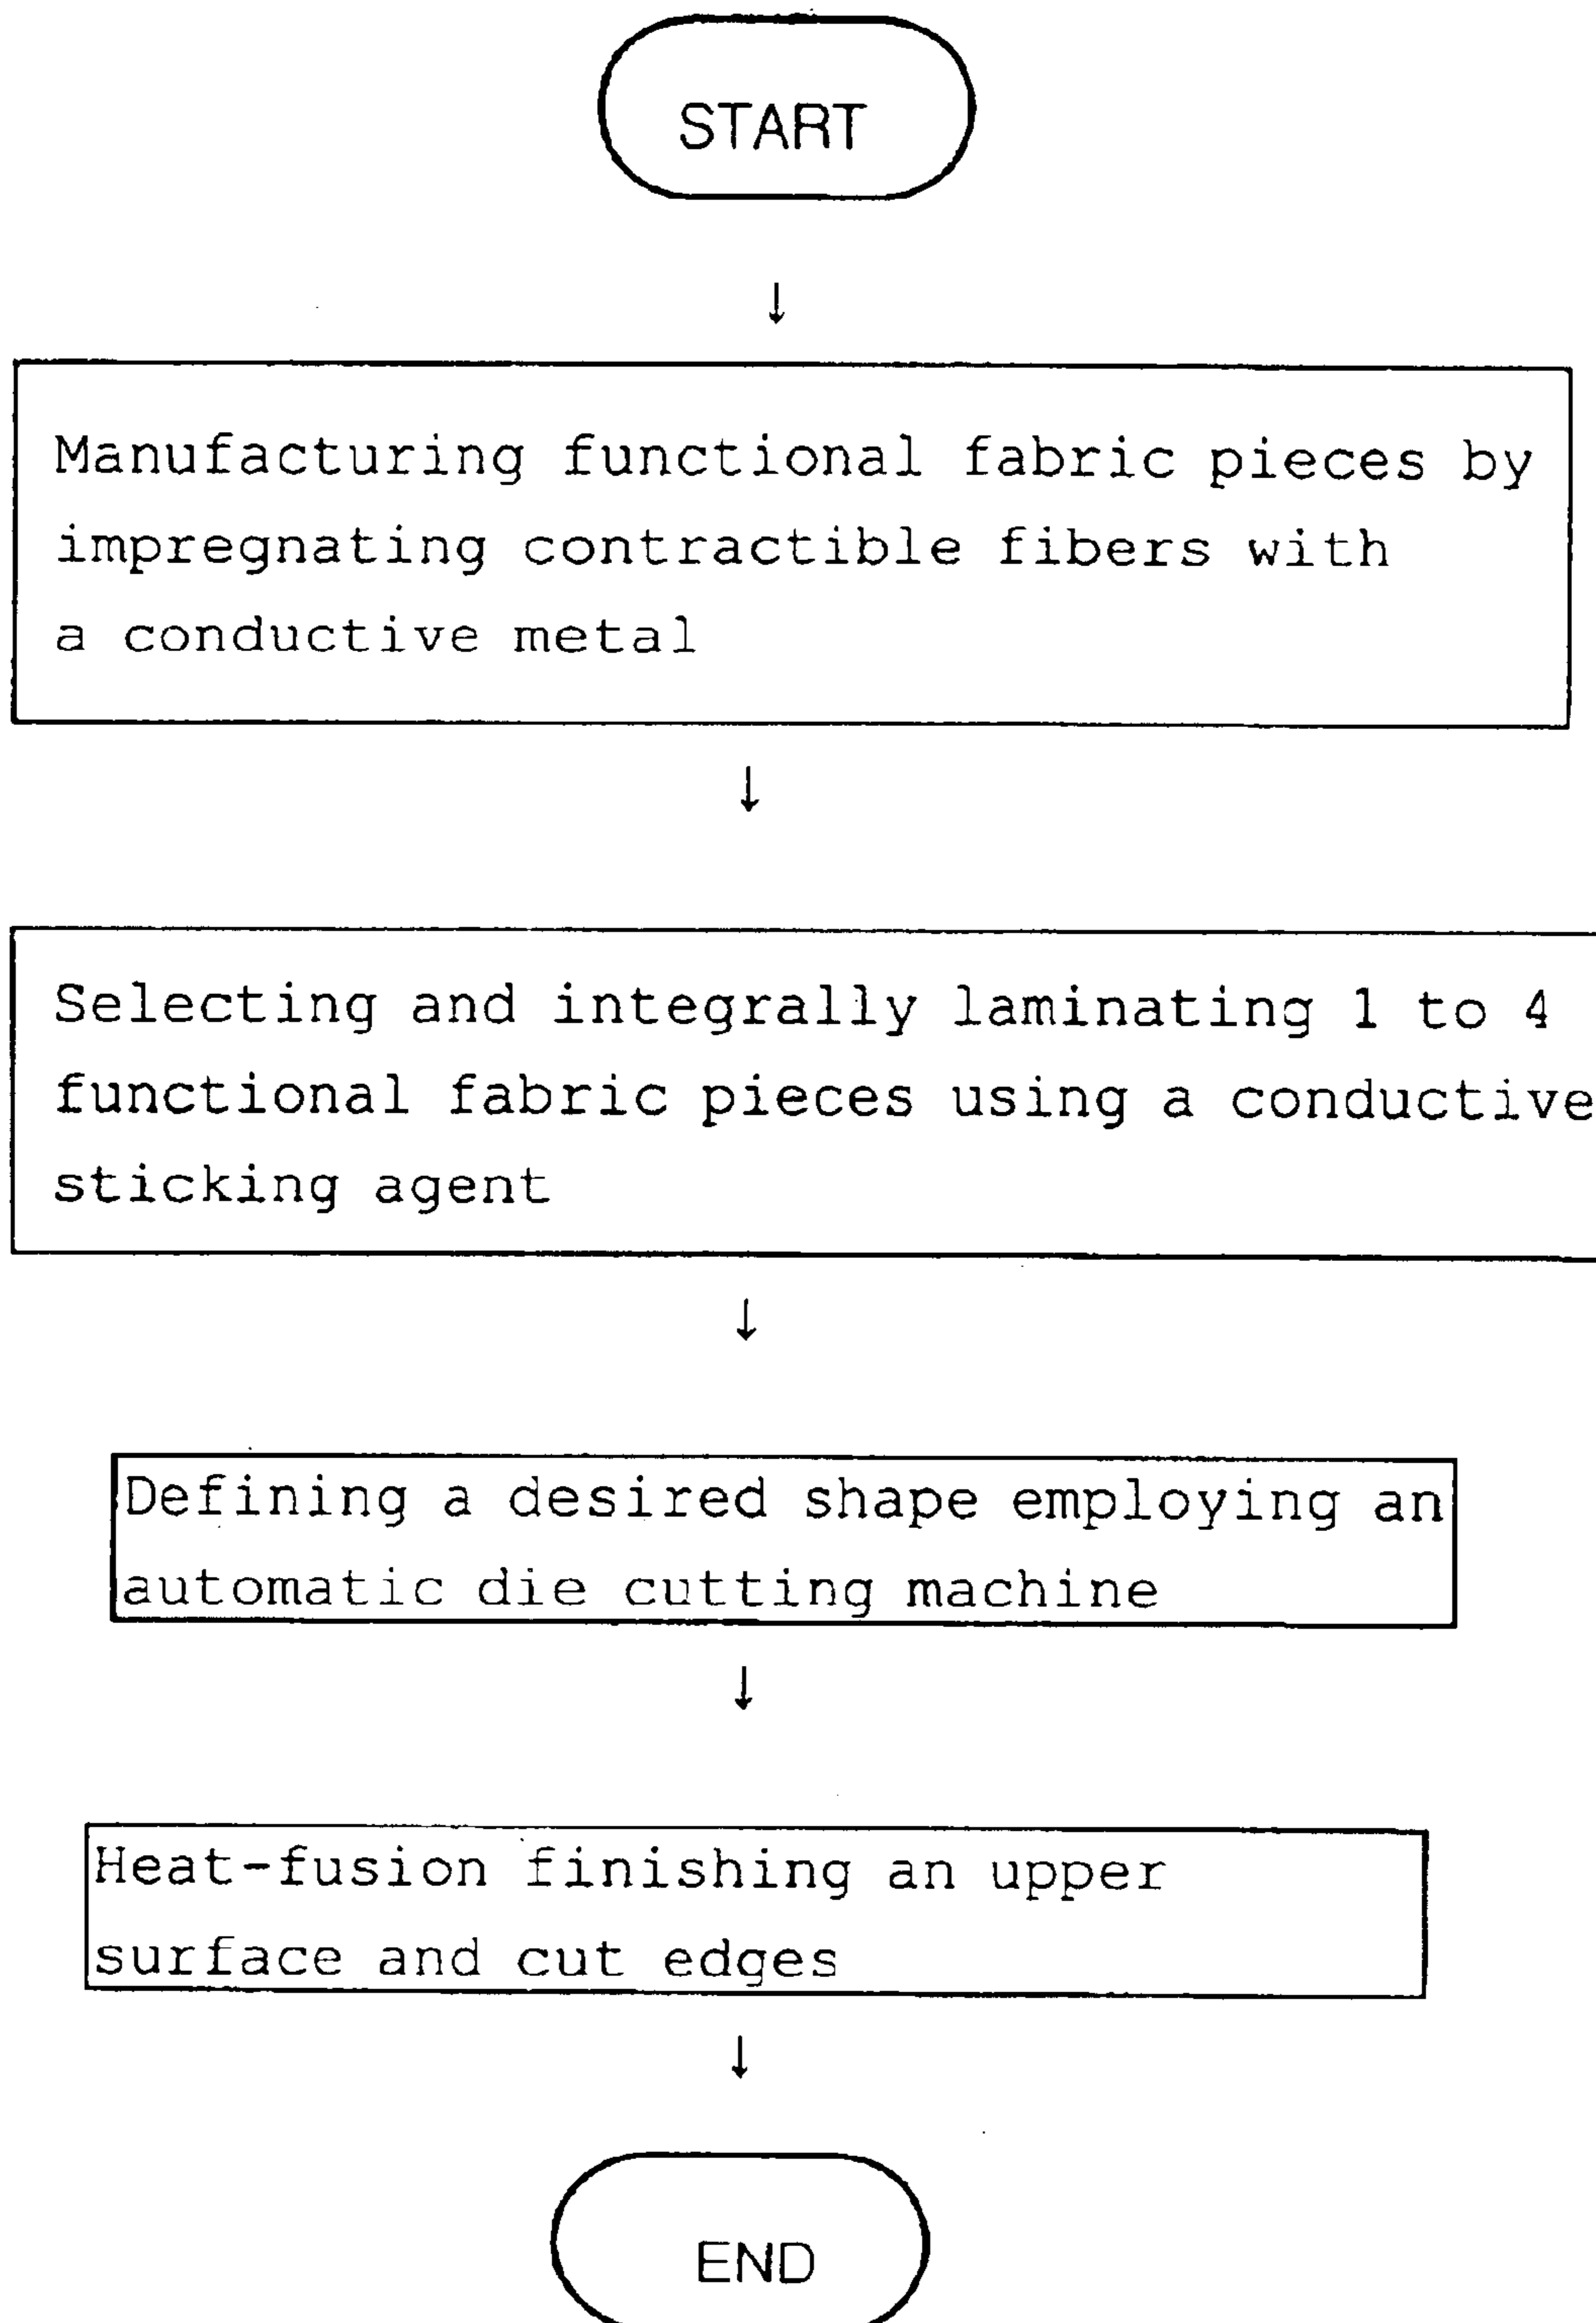 START
↓
Manufacturing functional fabric pieces by
impregnating contractible fibers with
a conductive metal
↓
Selecting and integrally laminating 1 to 4
functional fabric pieces using a conductive
sticking agent
↓
Defining a desired shape employing an
automatic die cutting machine
↓
Heat-fusion finishing an upper
surface and cut edges
↓
END